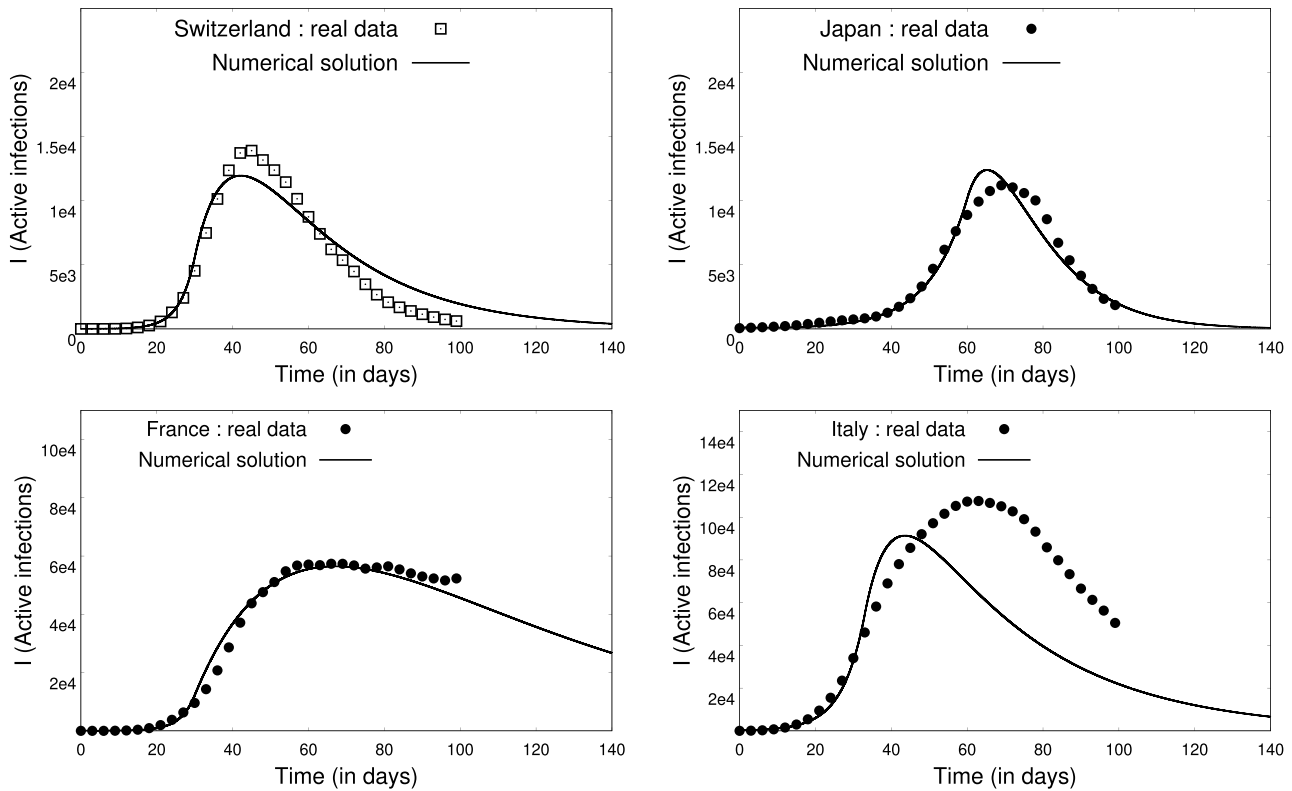 Switzerland : real data
Numerical solution
2e4
1.5e4
1e4
5e3
0
I (Active infections)
0 20 40 60 80 100 120 140
Time (in days)
Japan : real data
Numerical solution
2e4
1.5e4
1e4
5e3
0
I (Active infections)
0 20 40 60 80 100 120 140
Time (in days)
France : real data
Numerical solution
10e4
8e4
6e4
4e4
2e4
I (Active infections)
0 20 40 60 80 100 120 140
Time (in days)
Italy : real data
Numerical solution
14e4
12e4
10e4
8e4
6e4
4e4
2e4
I (Active infections)
0 20 40 60 80 100 120 140
Time (in days)